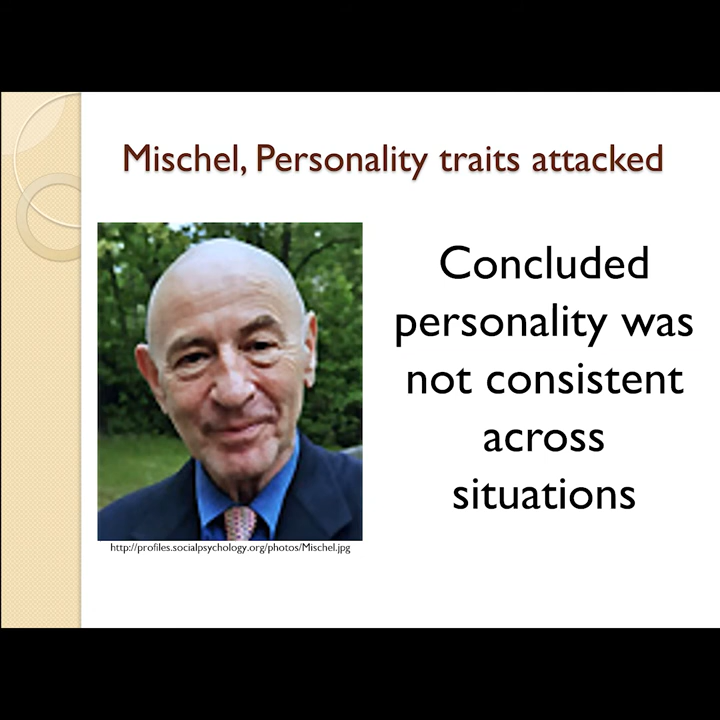 Mischel, Personality traits attacked
Concluded
personality was
not consistent
across
situations
http://profiles.socialpsychology.org/photos/Mischel.jpg